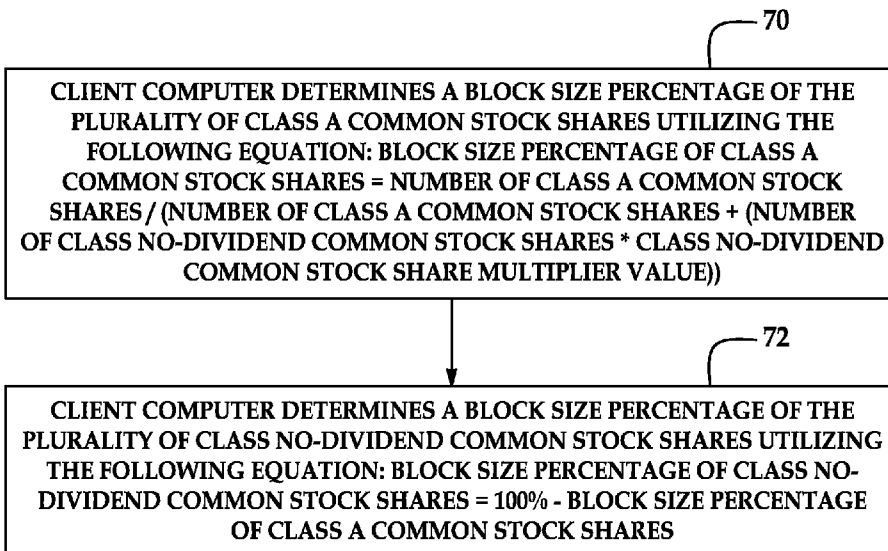 70
CLIENT COMPUTER DETERMINES A BLOCK SIZE PERCENTAGE OF THE
PLURALITY OF CLASS A COMMON STOCK SHARES UTILIZING THE
FOLLOWING EQUATION: BLOCK SIZE PERCENTAGE OF CLASS A
COMMON STOCK SHARES = NUMBER OF CLASS A COMMON STOCK
SHARES / (NUMBER OF CLASS A COMMON STOCK SHARES + (NUMBER
OF CLASS NO-DIVIDEND COMMON STOCK SHARES * CLASS NO-DIVIDEND
COMMON STOCK SHARE MULTIPLIER VALUE))
72
CLIENT COMPUTER DETERMINES A BLOCK SIZE PERCENTAGE OF THE
PLURALITY OF CLASS NO-DIVIDEND COMMON STOCK SHARES UTILIZING
THE FOLLOWING EQUATION: BLOCK SIZE PERCENTAGE OF CLASS NO-
DIVIDEND COMMON STOCK SHARES = 100% - BLOCK SIZE PERCENTAGE
OF CLASS A COMMON STOCK SHARES